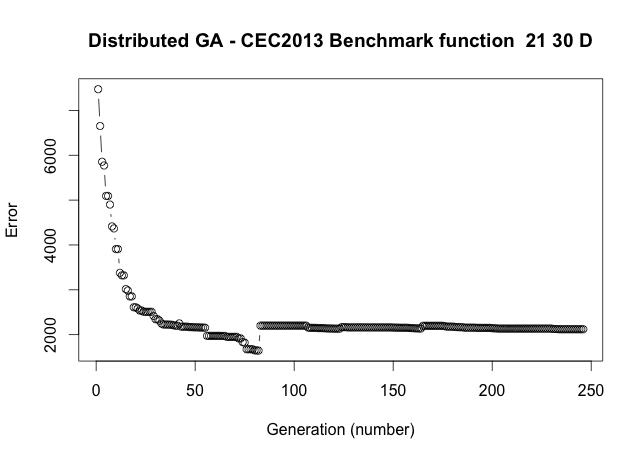 Distributed GA - CEC2013 Benchmark function  21 30 D
Error
6000
4000
2000
0 50 100 150 200 250
Generation (number)